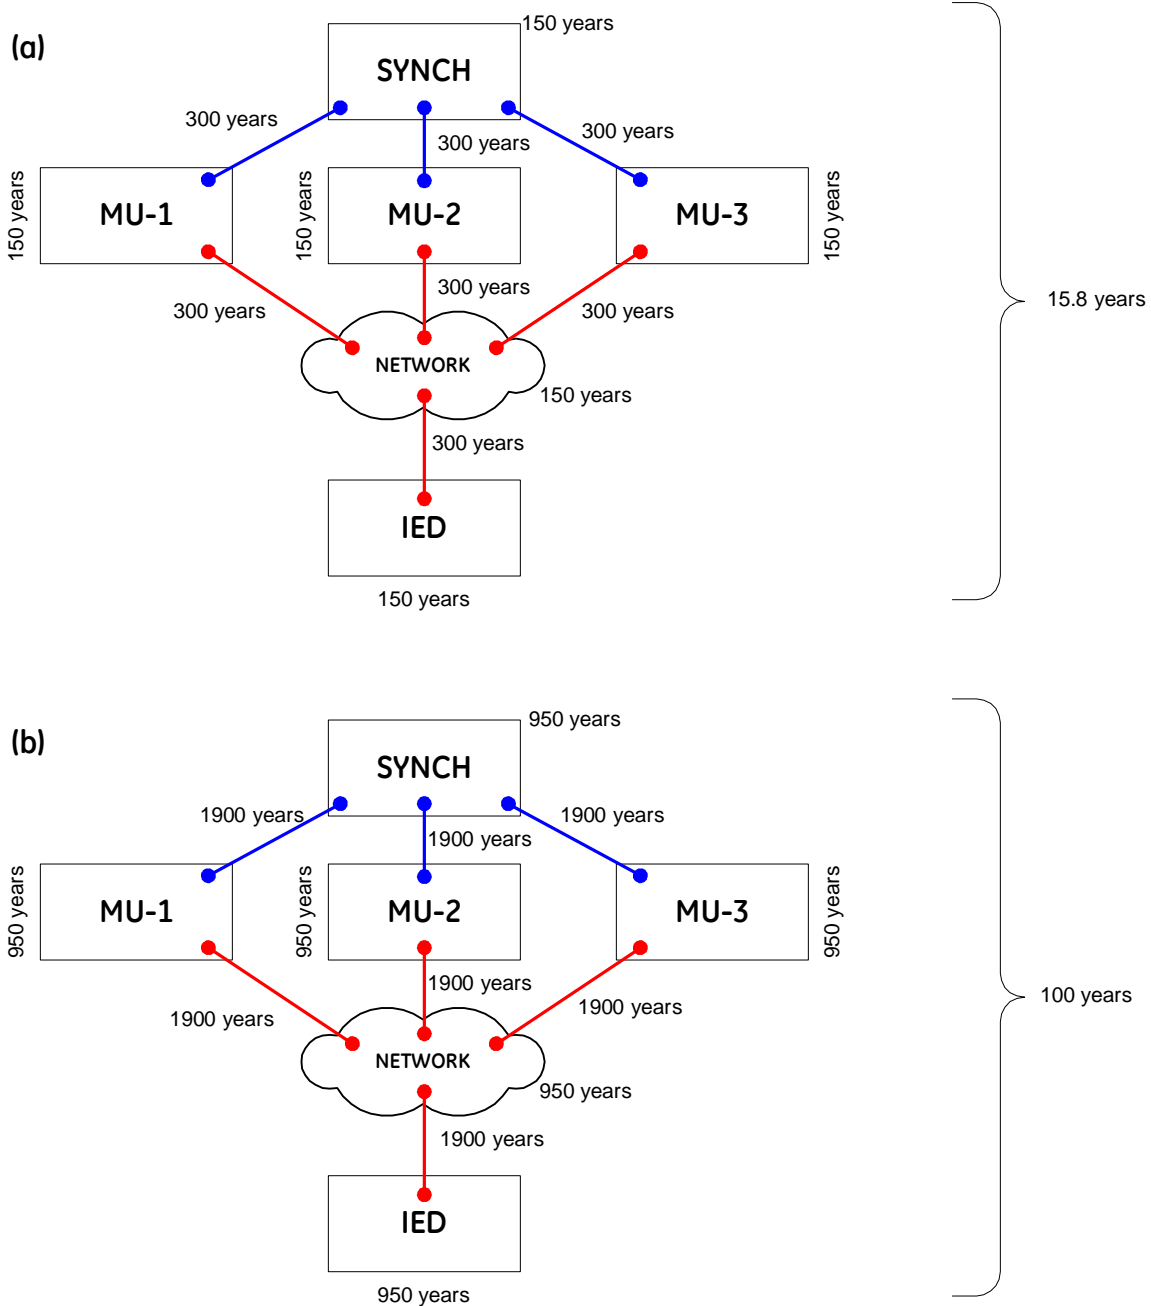 (a)
150 years
SYNCH
300 years
300 years
300 years
150 years
MU-1
150 years
MU-2
MU-3
150 years
300 years
300 years
300 years
15.8 years
NETWORK
150 years
300 years
IED
150 years
(b)
950 years
SYNCH
1900 years
1900 years
1900 years
950 years
MU-1
950 years
MU-2
MU-3
950 years
1900 years
1900 years
1900 years
100 years
NETWORK
950 years
1900 years
IED
950 years